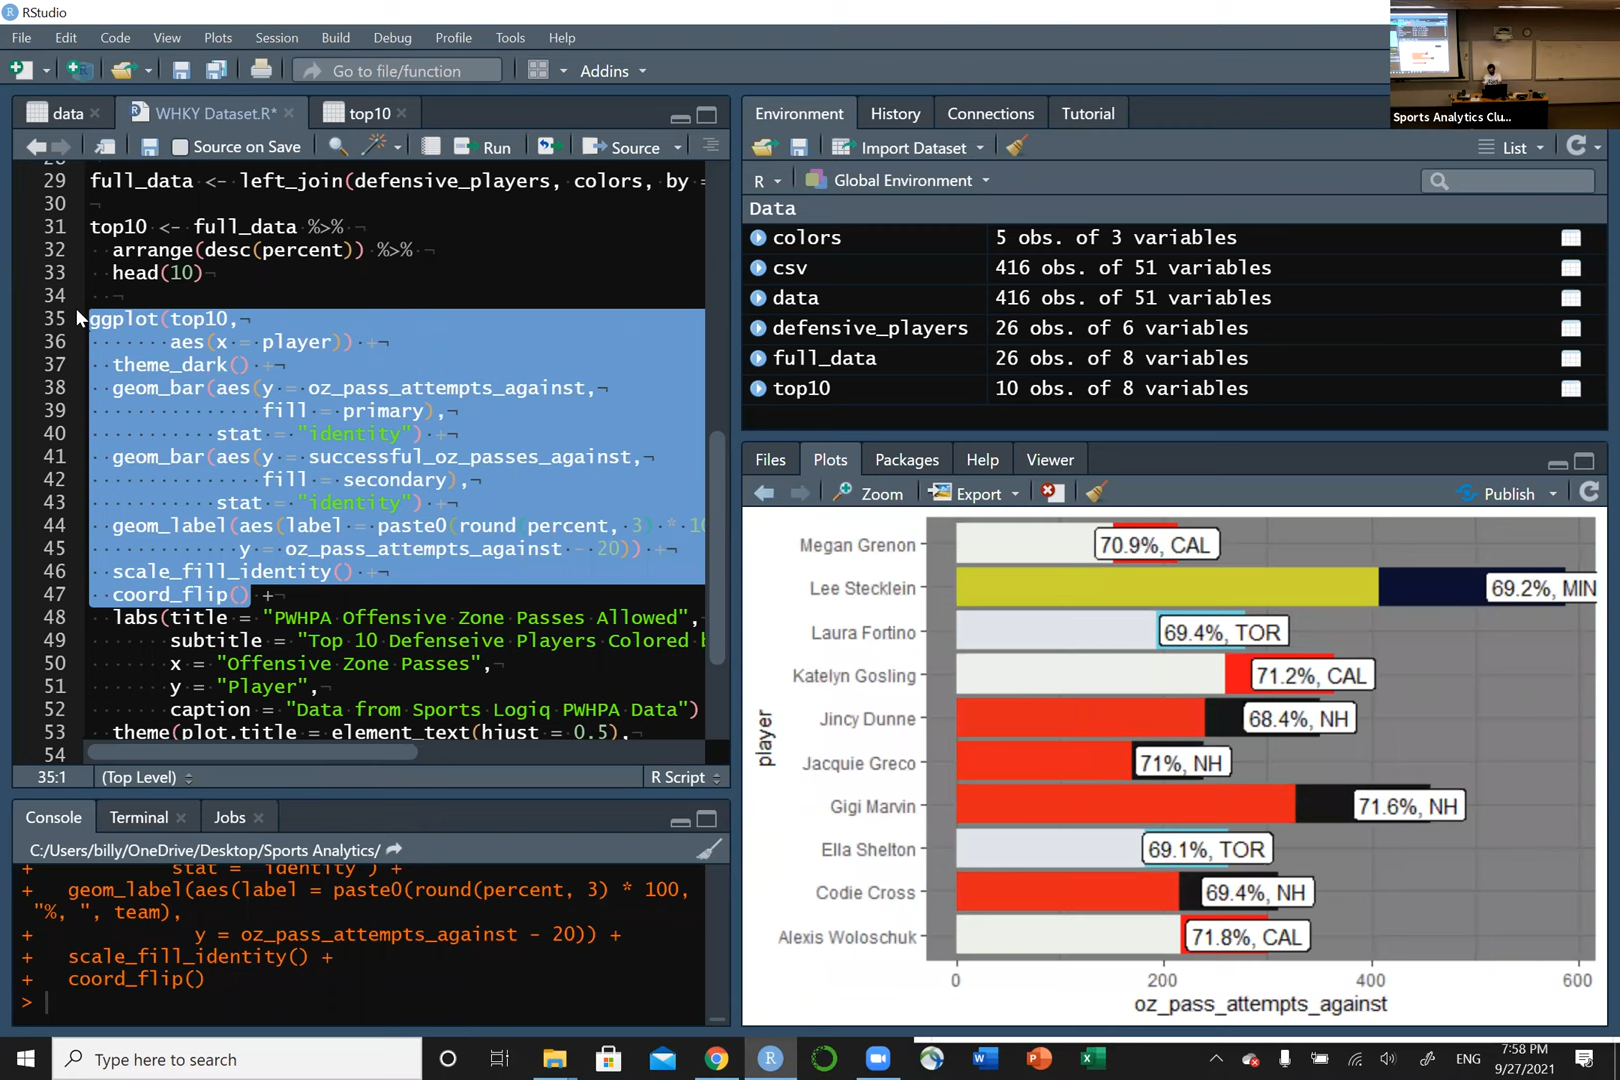 RStudio
File Edit Code View Plots Session Build Debug Profile Tools Help
Go to file/function Addins
Sports Analytics Clu...
data WHKY Dataset.R* top10
Source on Save Run Source
29 full_data <- left_join(defensive_players, colors, by =
30
31 top10 <- full_data %>%
32 arrange(desc(percent)) %>%
33 head(10)
34
35 ggplot(top10,
36 aes(x = player)) +
37 theme_dark() +
38 geom_bar(aes(y = oz_pass_attempts_against,
39 fill = primary),
40 stat = "identity") +
41 geom_bar(aes(y = successful_oz_passes_against,
42 fill = secondary),
43 stat = "identity") +
44 geom_label(aes(label = paste0(round(percent, 3) * 10
45 y = oz_pass_attempts_against - 20)) +
46 scale_fill_identity() +
47 coord_flip() +
48 labs(title = "PWHPA Offensive Zone Passes Allowed",
49 subtitle = "Top 10 Defenseive Players Colored b
50 x = "Offensive Zone Passes",
51 y = "Player",
52 caption = "Data from Sports Logiq PWHPA Data")
53 theme(plot.title = element_text(hjust = 0.5),
54
35:1 (Top Level) R Script
Console Terminal Jobs
C:/Users/billy/OneDrive/Desktop/Sports Analytics/
+ stat = "identity") +
+ geom_label(aes(label = paste0(round(percent, 3) * 100,
"%, ", team),
+ y = oz_pass_attempts_against - 20)) +
+ scale_fill_identity() +
+ coord_flip()
>
Environment History Connections Tutorial
Import Dataset List
R Global Environment
Data
colors 5 obs. of 3 variables
csv 416 obs. of 51 variables
data 416 obs. of 51 variables
defensive_players 26 obs. of 6 variables
full_data 26 obs. of 8 variables
top10 10 obs. of 8 variables
Files Plots Packages Help Viewer
Zoom Export Publish
player
Megan Grenon 70.9%, CAL
Lee Stecklein 69.2%, MIN
Laura Fortino 69.4%, TOR
Katelyn Gosling 71.2%, CAL
Jincy Dunne 68.4%, NH
Jacquie Greco 71%, NH
Gigi Marvin 71.6%, NH
Ella Shelton 69.1%, TOR
Codie Cross 69.4%, NH
Alexis Woloschuk 71.8%, CAL
0 200 400 600
oz_pass_attempts_against
Type here to search
ENG
7:58 PM
9/27/2021